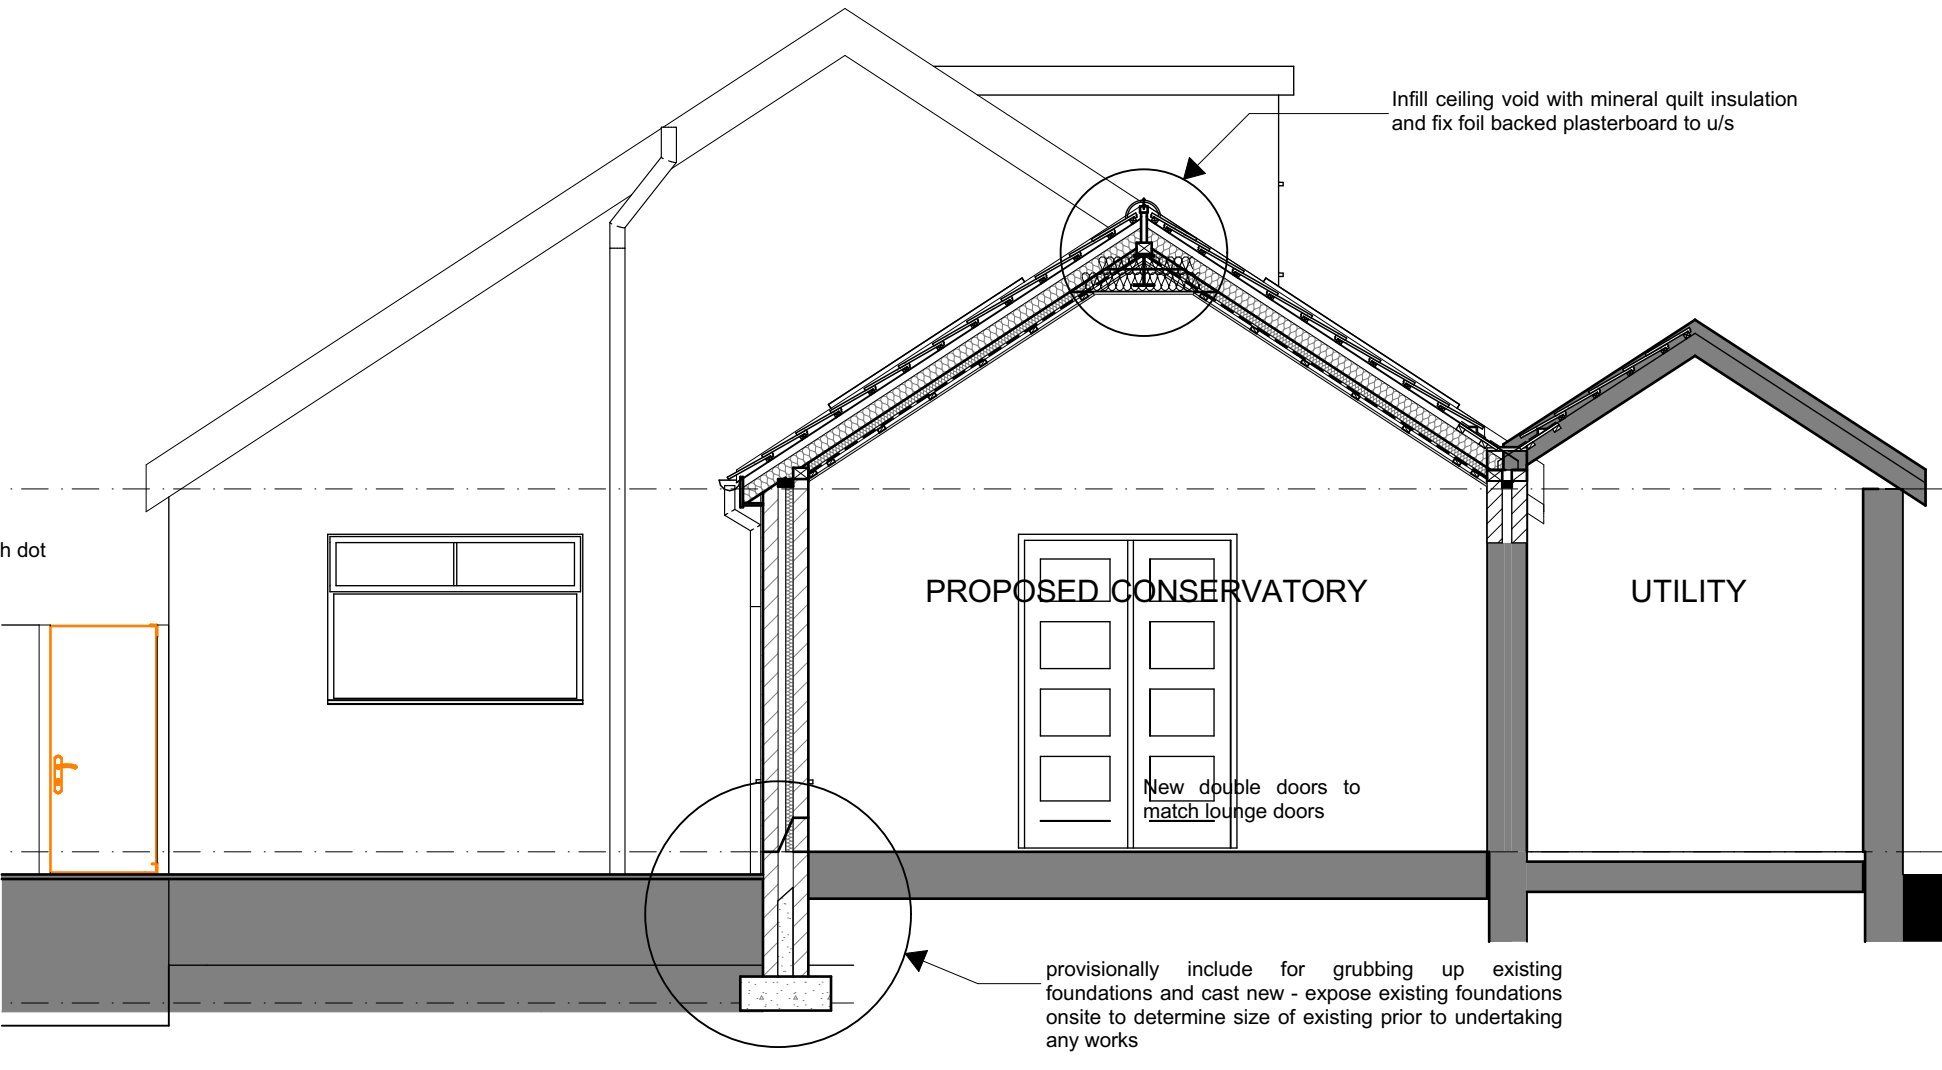 Infill ceiling void with mineral quilt insulation
and fix foil backed plasterboard to u/s
h dot
PROPOSED CONSERVATORY
UTILITY
New double doors to
match lounge doors
provisionally include for grubbing up existing
foundations and cast new - expose existing foundations
onsite to determine size of existing prior to undertaking
any works